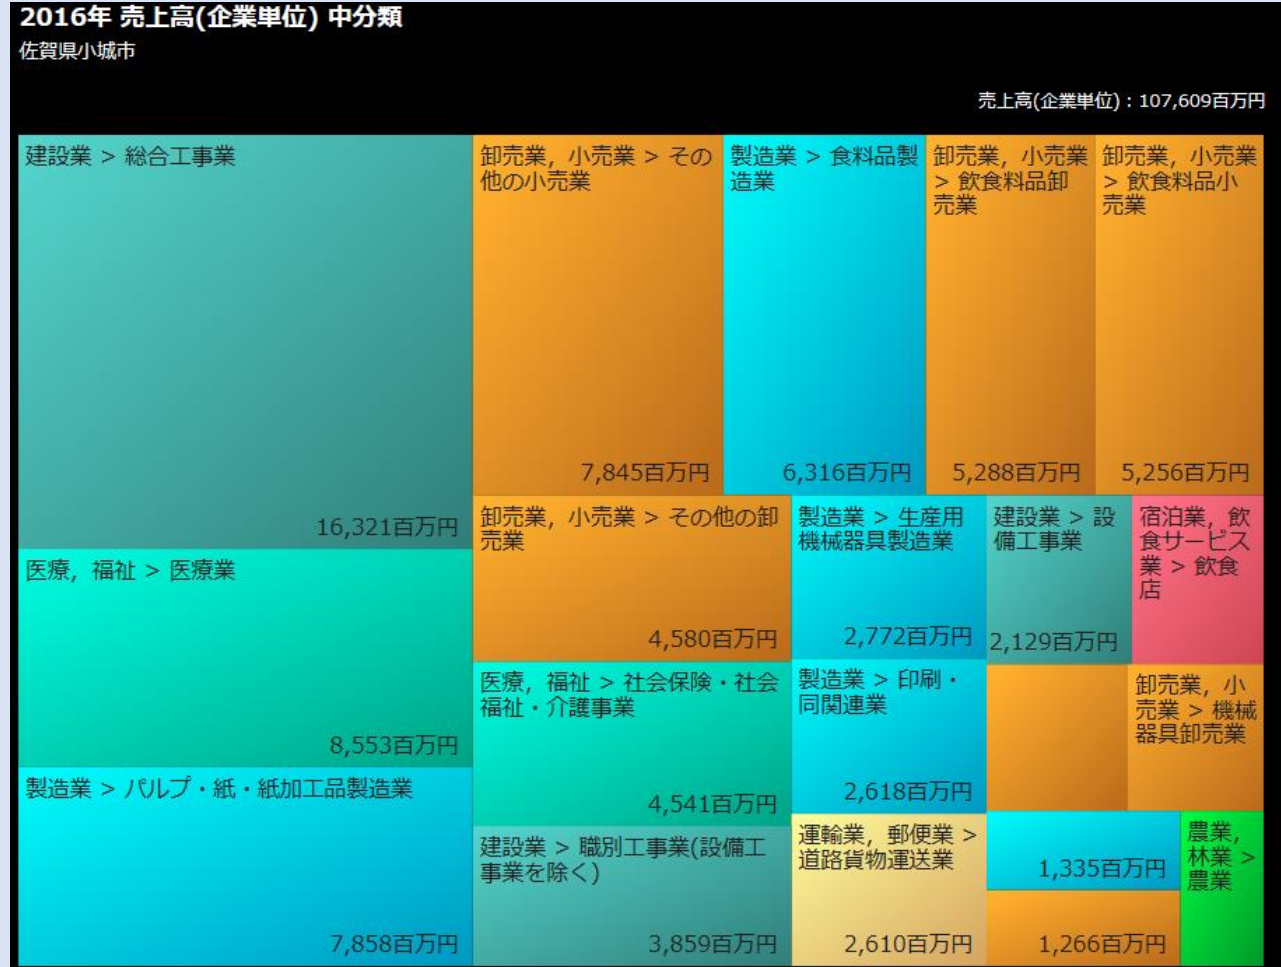 2016年 売上高(企業単位) 中分類
佐賀県小城市
売上高(企業単位) : 107,609百万円
建設業 > 総合工事業
16,321百万円
医療, 福祉 > 医療業
8,553百万円
製造業 > パルプ・紙・紙加工品製造業
7,858百万円
卸売業, 小売業 > その
他の小売業
7,845百万円
製造業 > 食料品製
造業
6,316百万円
卸売業, 小売業
> 飲食料品卸
売業
5,288百万円
卸売業, 小売業
> 飲食料品小
売業
5,256百万円
卸売業, 小売業 > その他の卸
売業
4,580百万円
医療, 福祉 > 社会保険・社会
福祉・介護事業
4,541百万円
建設業 > 職別工事業(設備工
事業を除く)
3,859百万円
製造業 > 生産用
機械器具製造業
2,772百万円
製造業 > 印刷・
同関連業
2,618百万円
運輸業, 郵便業 >
道路貨物運送業
2,610百万円
建設業 > 設
備工事業
2,129百万円
宿泊業, 飲
食サービス
業 > 飲食
店
卸売業, 小
売業 > 機械
器具卸売業
1,335百万円
1,266百万円
農業,
林業 >
農業